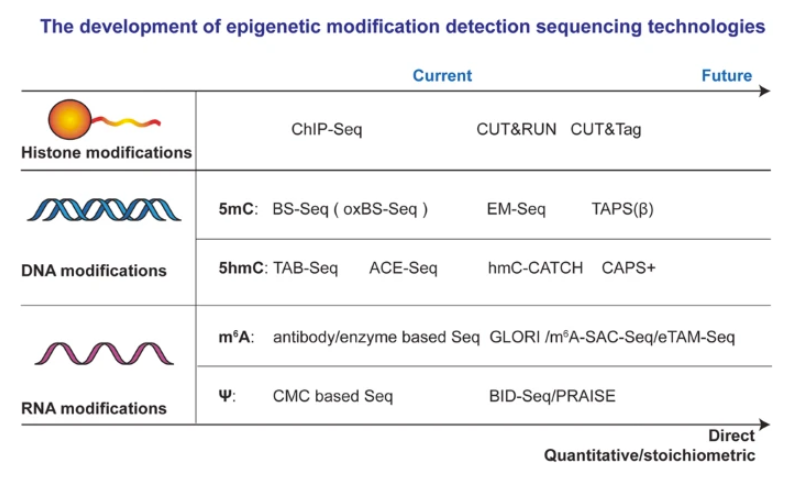 The development of epigenetic modification detection sequencing technologies
Current Future
Histone modifications
ChIP-Seq CUT&RUN CUT&Tag
DNA modifications
5mC: BS-Seq ( oxBS-Seq ) EM-Seq TAPS(β)
5hmC: TAB-Seq ACE-Seq hmC-CATCH CAPS+
RNA modifications
m⁶A: antibody/enzyme based Seq GLORI /m⁶A-SAC-Seq/eTAM-Seq
Ψ: CMC based Seq BID-Seq/PRAISE
Direct
Quantitative/stoichiometric